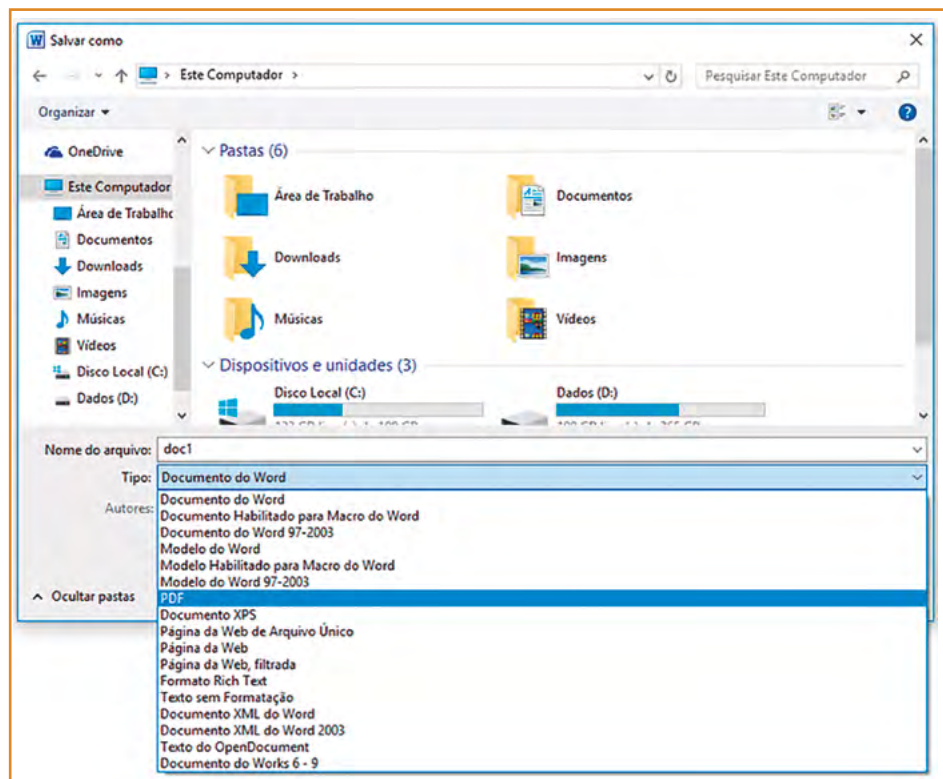 Salvar como
Este Computador
Pesquisar Este Computador
Organizar
OneDrive
Este Computador
Área de Trabalho
Documentos
Downloads
Imagens
Músicas
Vídeos
Disco Local (C:)
Dados (D:)
Pastas (6)
Área de Trabalho
Documentos
Downloads
Imagens
Músicas
Vídeos
Dispositivos e unidades (3)
Disco Local (C:)
Dados (D:)
Nome do arquivo: doc1
Tipo: Documento do Word
Autores:
Documento do Word
Documento Habilitado para Macro do Word
Documento do Word 97-2003
Modelo do Word
Modelo Habilitado para Macro do Word
Modelo do Word 97-2003
PDF
Documento XPS
Página da Web de Arquivo Único
Página da Web
Página da Web, filtrada
Formato Rich Text
Texto sem Formatação
Documento XML do Word
Documento XML do Word 2003
Texto do OpenDocument
Documento do Works 6 - 9
Ocultar pastas